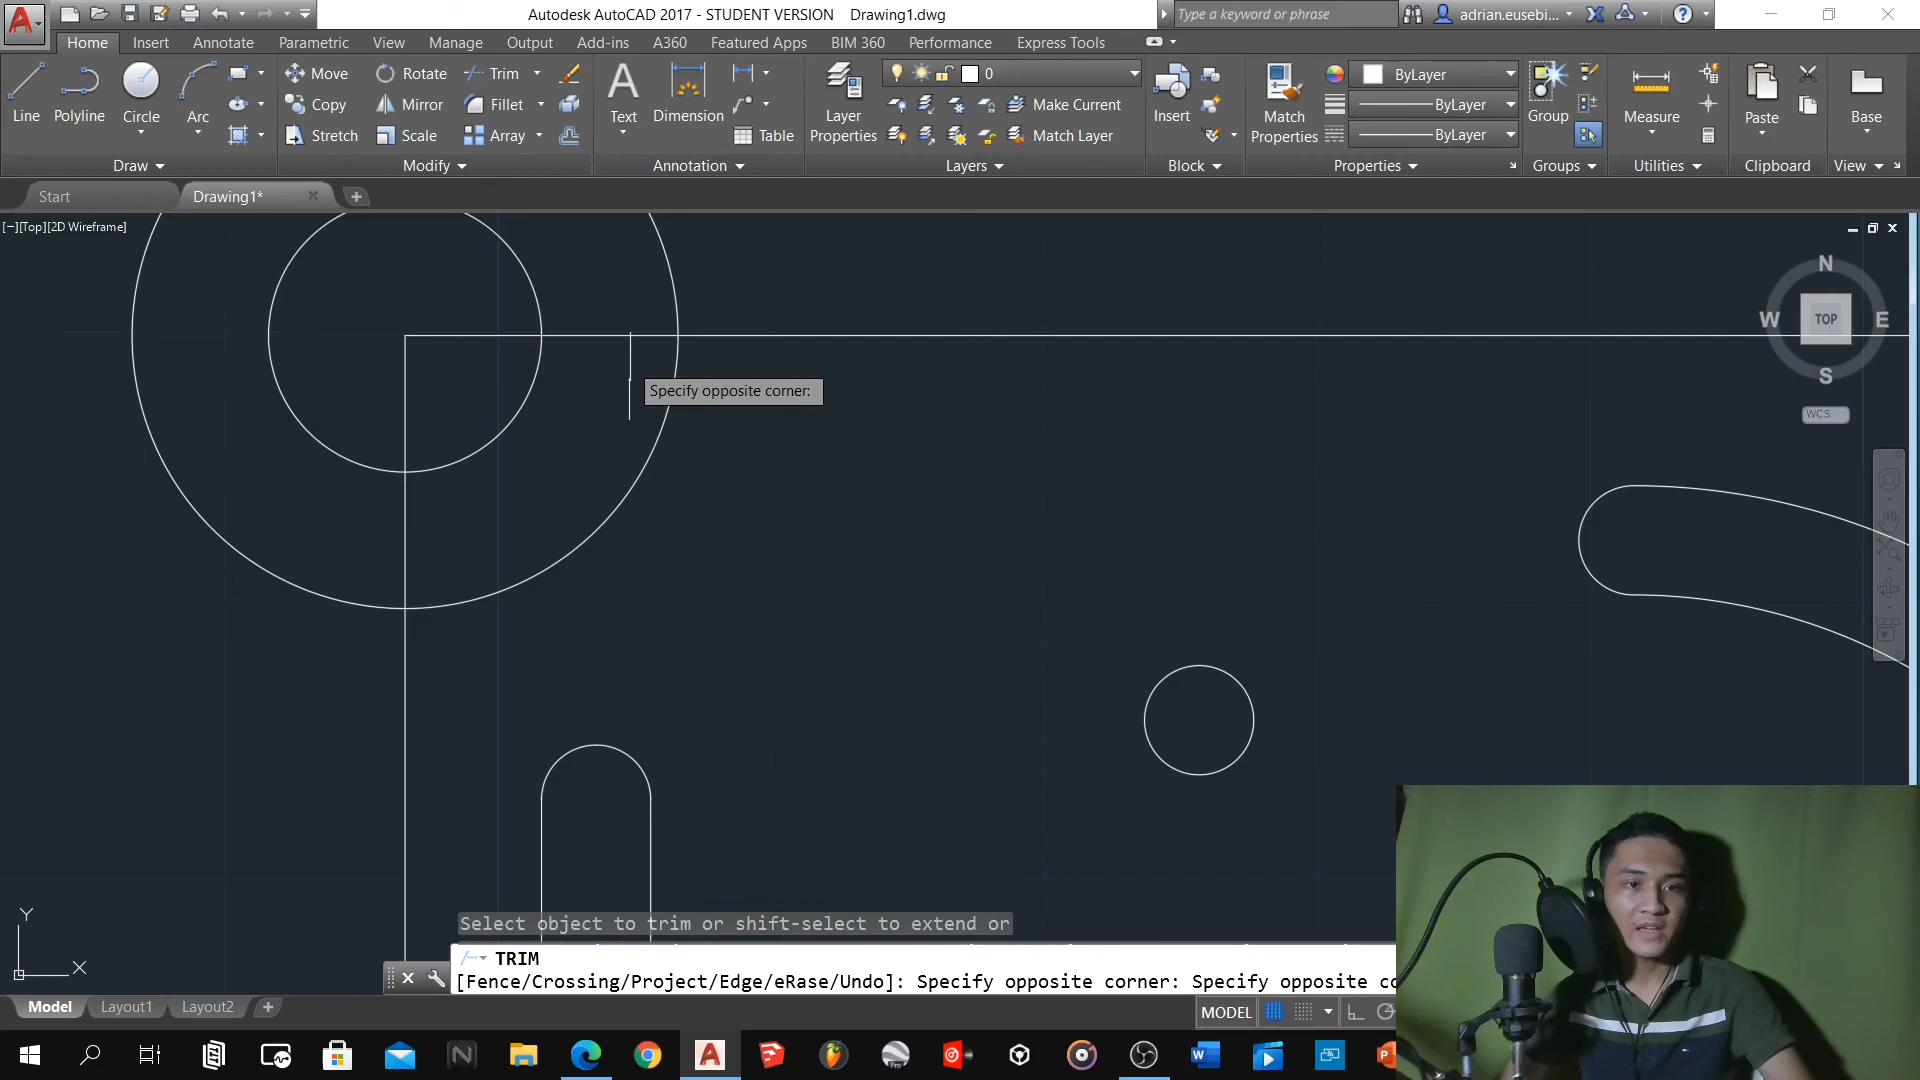 Autodesk AutoCAD 2017 - STUDENT VERSION    Drawing1.dwg
Type a keyword or phrase
adrian.eusebi...
Home Insert Annotate Parametric View Manage Output Add-ins A360 Featured Apps BIM 360 Performance Express Tools
Line Polyline Circle Arc
Move Rotate Trim
Copy Mirror Fillet
Stretch Scale Array
Text Dimension Table
Layer Properties
0
Make Current
Match Layer
Insert
Match Properties
ByLayer
ByLayer
ByLayer
Group
Measure
Paste
Base
Draw Modify Annotation Layers Block Properties Groups Utilities Clipboard View
Start Drawing1*
[−][Top][2D Wireframe]
N
W TOP E
S
WCS
Specify opposite corner:
Y
X
Select object to trim or shift-select to extend or
TRIM
[Fence/Crossing/Project/Edge/eRase/Undo]: Specify opposite corner: Specify opposite co
Model Layout1 Layout2
MODEL